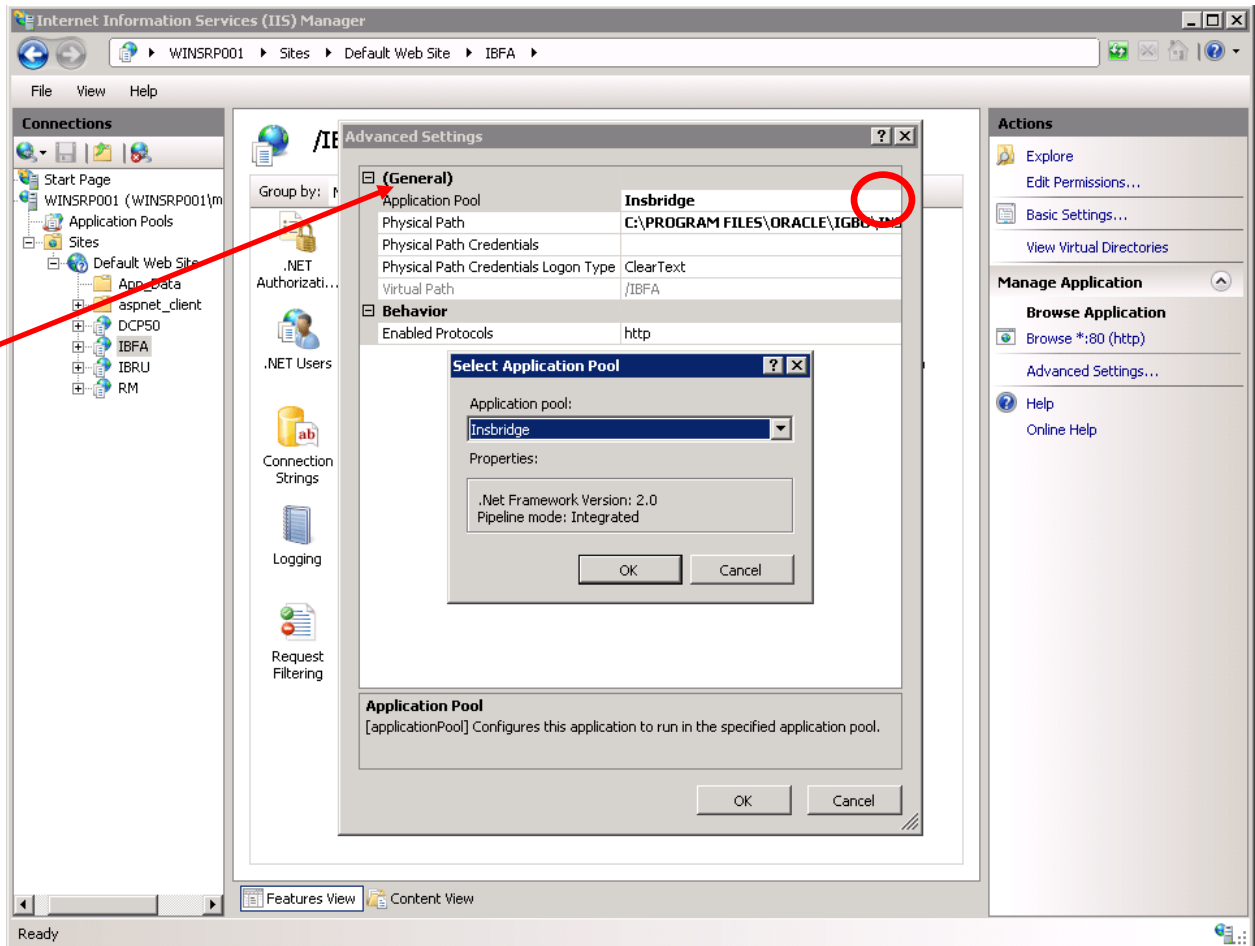 Internet Information Services (IIS) Manager
WINSRP001 Sites Default Web Site IBFA
File View Help
Connections
Start Page
WINSRP001 (WINSRP001\m
Application Pools
Sites
Default Web Site
App_Data
aspnet_client
DCP50
IBFA
IBRU
RM
/IE
Group by:
.NET
Authorizati...
.NET Users
ab
Connection
Strings
Logging
Request
Filtering
Advanced Settings
(General)
Application Pool Insbridge
Physical Path C:\PROGRAM FILES\ORACLE\IGBU\INS
Physical Path Credentials
Physical Path Credentials Logon Type ClearText
Virtual Path /IBFA
Behavior
Enabled Protocols http
Select Application Pool
Application pool:
Insbridge
Properties:
.Net Framework Version: 2.0
Pipeline mode: Integrated
OK Cancel
Application Pool
[applicationPool] Configures this application to run in the specified application pool.
OK Cancel
Features View Content View
Actions
Explore
Edit Permissions...
Basic Settings...
View Virtual Directories
Manage Application
Browse Application
Browse *:80 (http)
Advanced Settings...
Help
Online Help
Ready